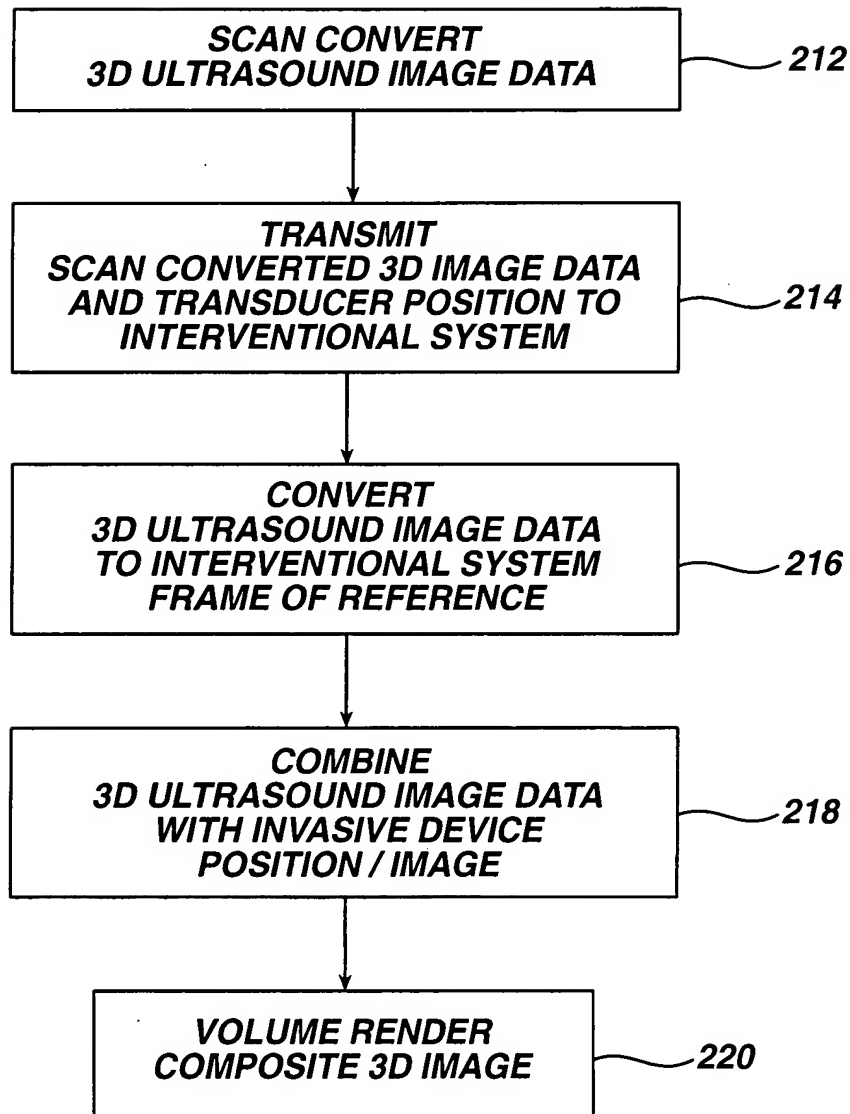 SCAN CONVERT
3D ULTRASOUND IMAGE DATA
212
TRANSMIT
SCAN CONVERTED 3D IMAGE DATA
AND TRANSDUCER POSITION TO
INTERVENTIONAL SYSTEM
214
CONVERT
3D ULTRASOUND IMAGE DATA
TO INTERVENTIONAL SYSTEM
FRAME OF REFERENCE
216
COMBINE
3D ULTRASOUND IMAGE DATA
WITH INVASIVE DEVICE
POSITION / IMAGE
218
VOLUME RENDER
COMPOSITE 3D IMAGE
220